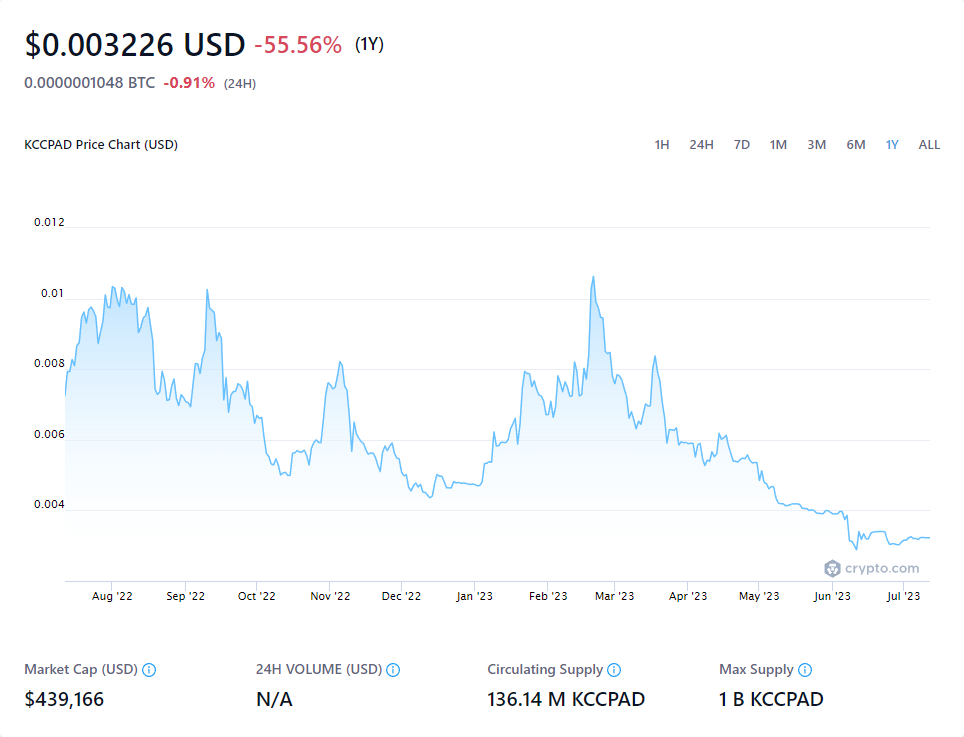 $0.003226 USD -55.56% (1Y)
0.0000001048 BTC -0.91% (24H)
KCCPAD Price Chart (USD) 1H 24H 7D 1M 3M 6M 1Y ALL
0.012
0.01
0.008
0.006
0.004
crypto.com
Aug '22 Sep '22 Oct '22 Nov '22 Dec '22 Jan '23 Feb '23 Mar '23 Apr '23 May '23 Jun '23 Jul '23
Market Cap (USD) 24H VOLUME (USD) Circulating Supply Max Supply
$439,166 N/A 136.14 M KCCPAD 1 B KCCPAD